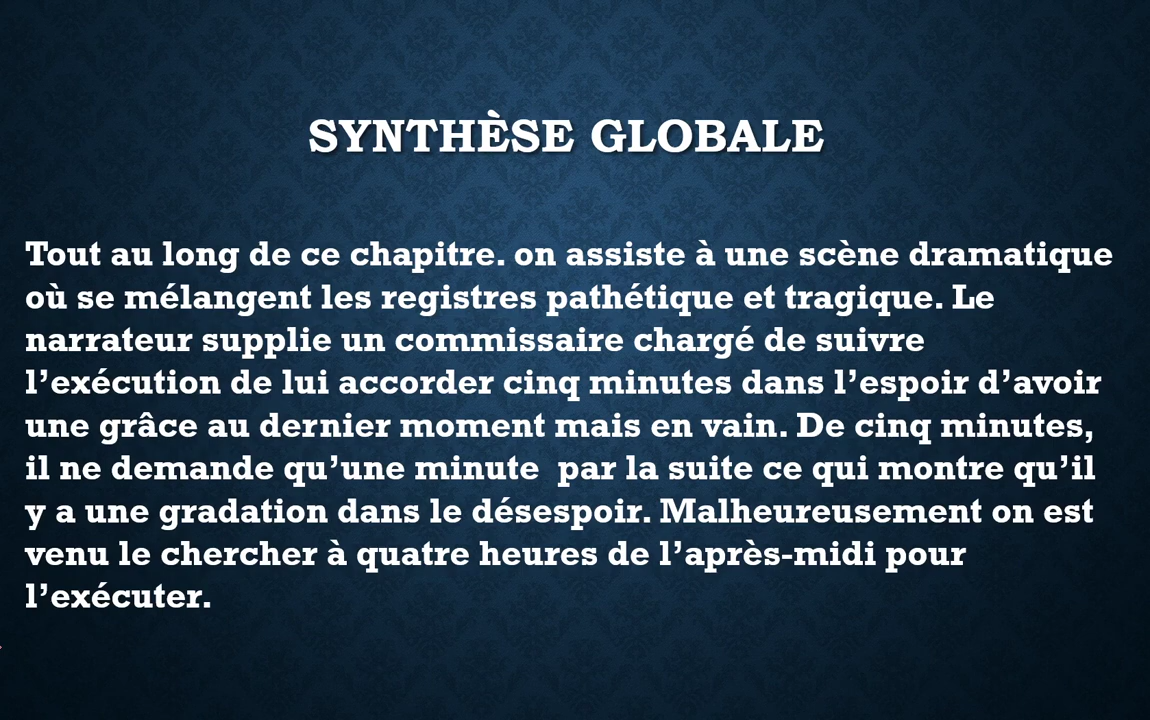 SYNTHÈSE GLOBALE
Tout au long de ce chapitre. on assiste à une scène dramatique
où se mélangent les registres pathétique et tragique. Le
narrateur supplie un commissaire chargé de suivre
l’exécution de lui accorder cinq minutes dans l’espoir d’avoir
une grâce au dernier moment mais en vain. De cinq minutes,
il ne demande qu’une minute  par la suite ce qui montre qu’il
y a une gradation dans le désespoir. Malheureusement on est
venu le chercher à quatre heures de l’après-midi pour
l’exécuter.